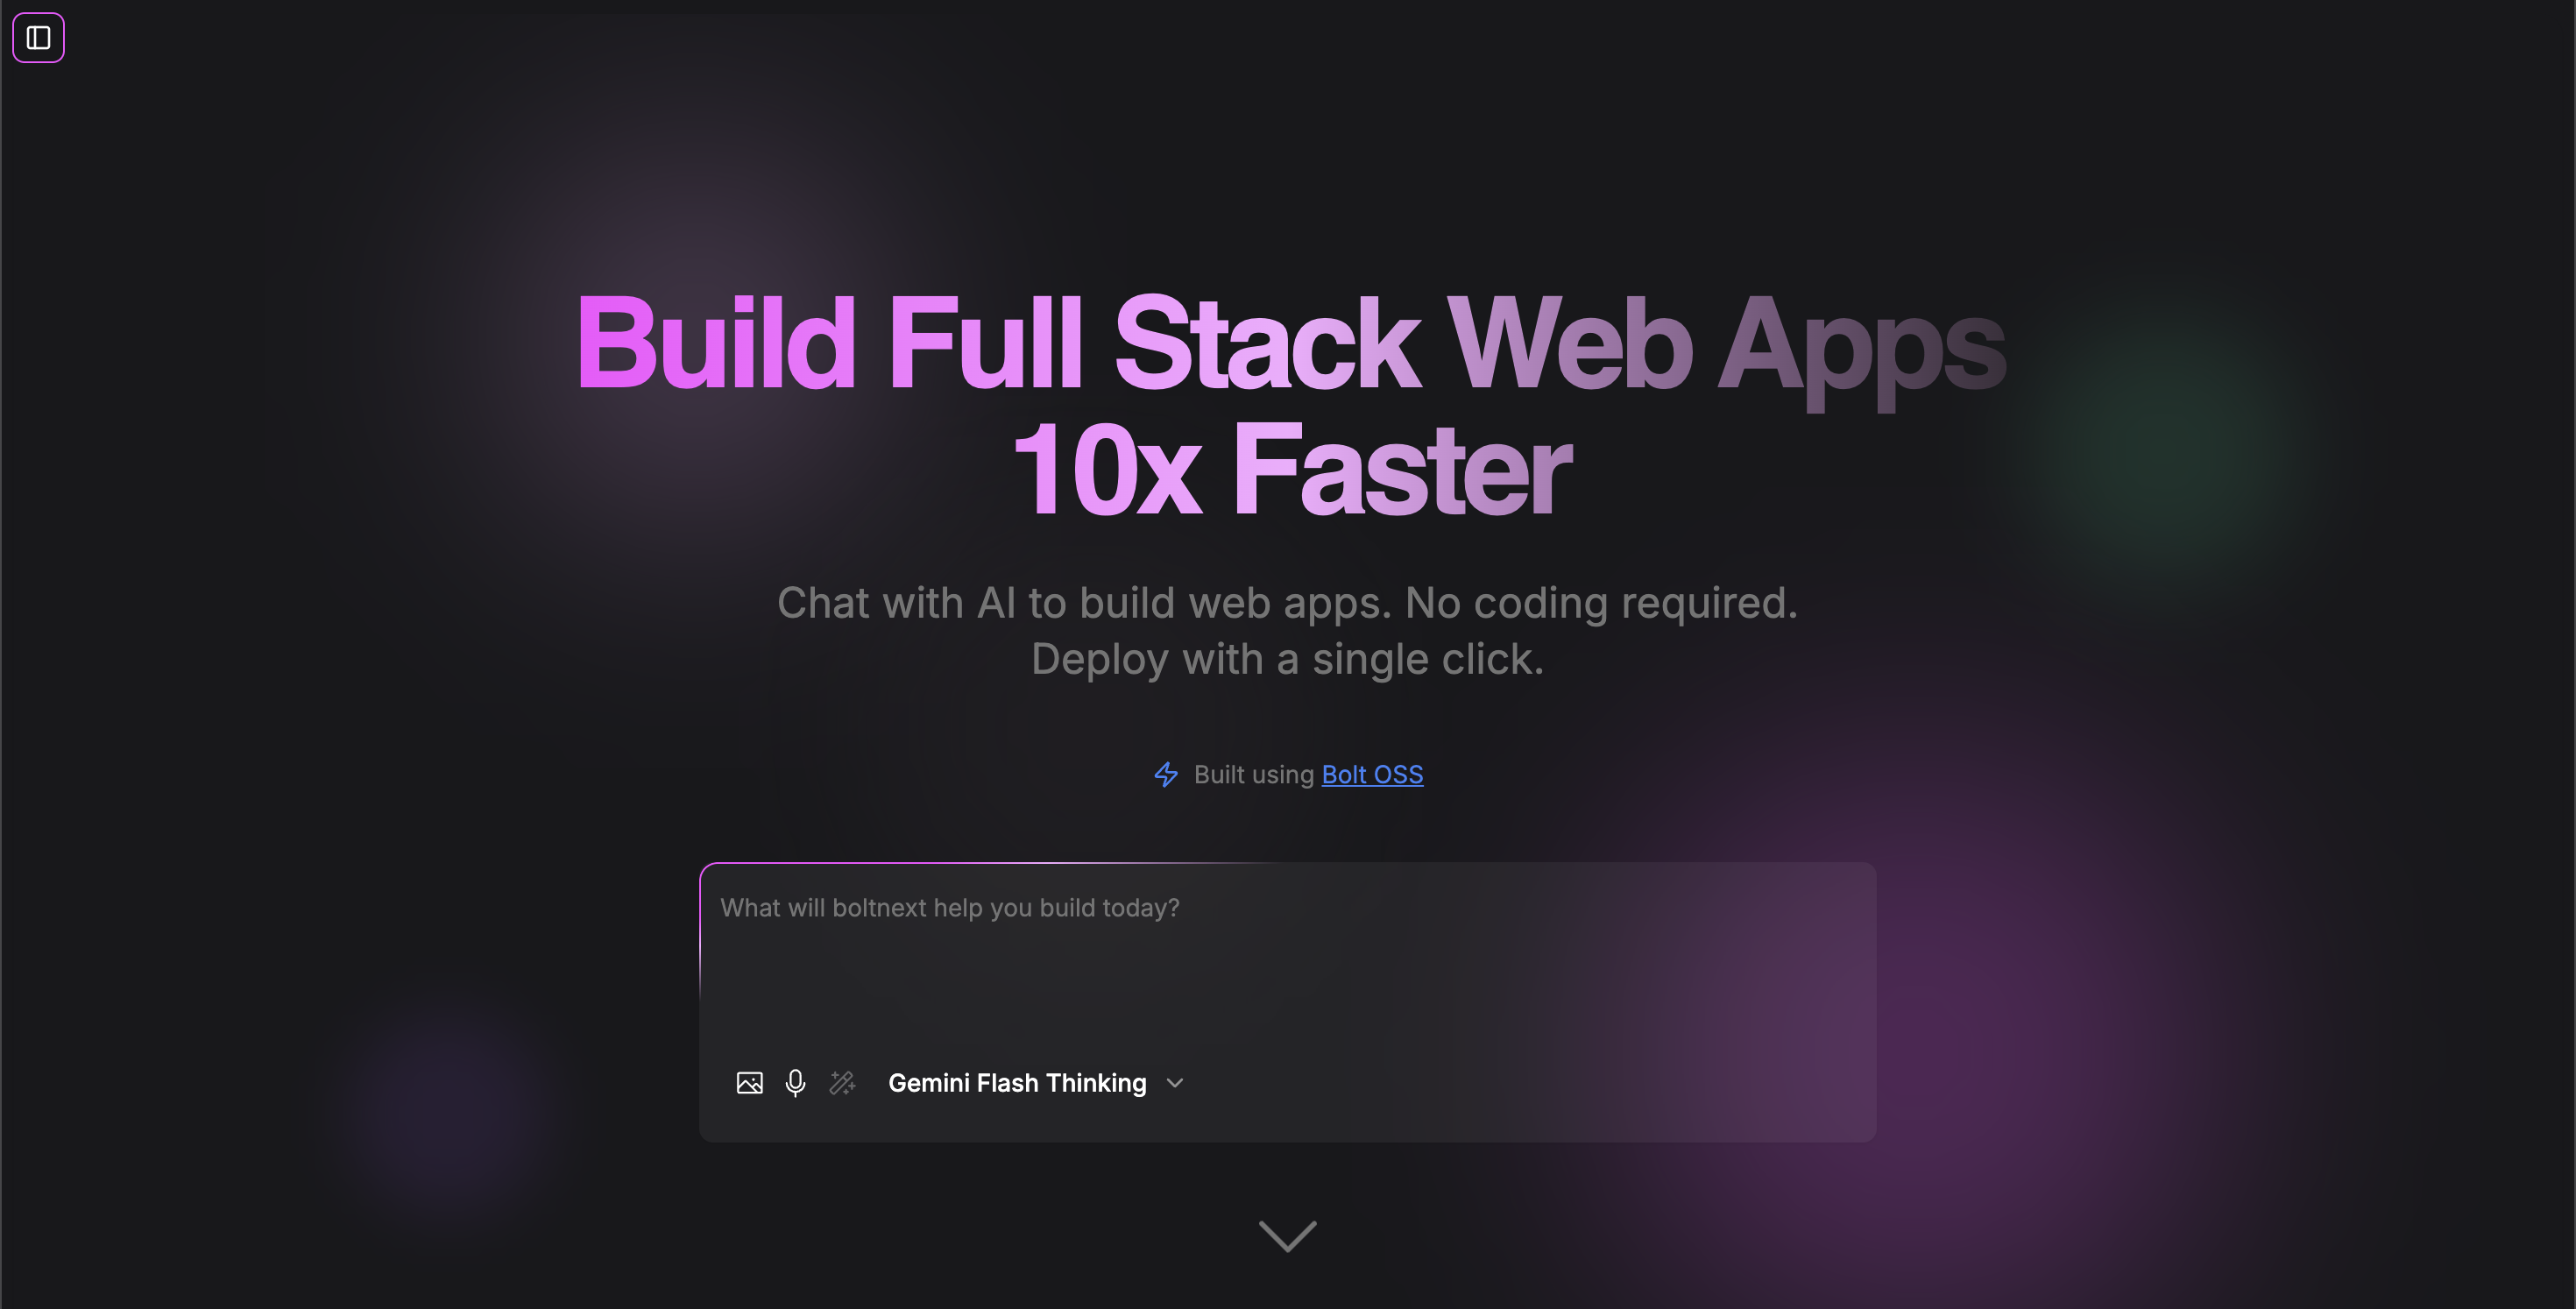 Build Full Stack Web Apps
10x Faster
Chat with AI to build web apps. No coding required.
Deploy with a single click.
Built using Bolt OSS
What will boltnext help you build today?
Gemini Flash Thinking